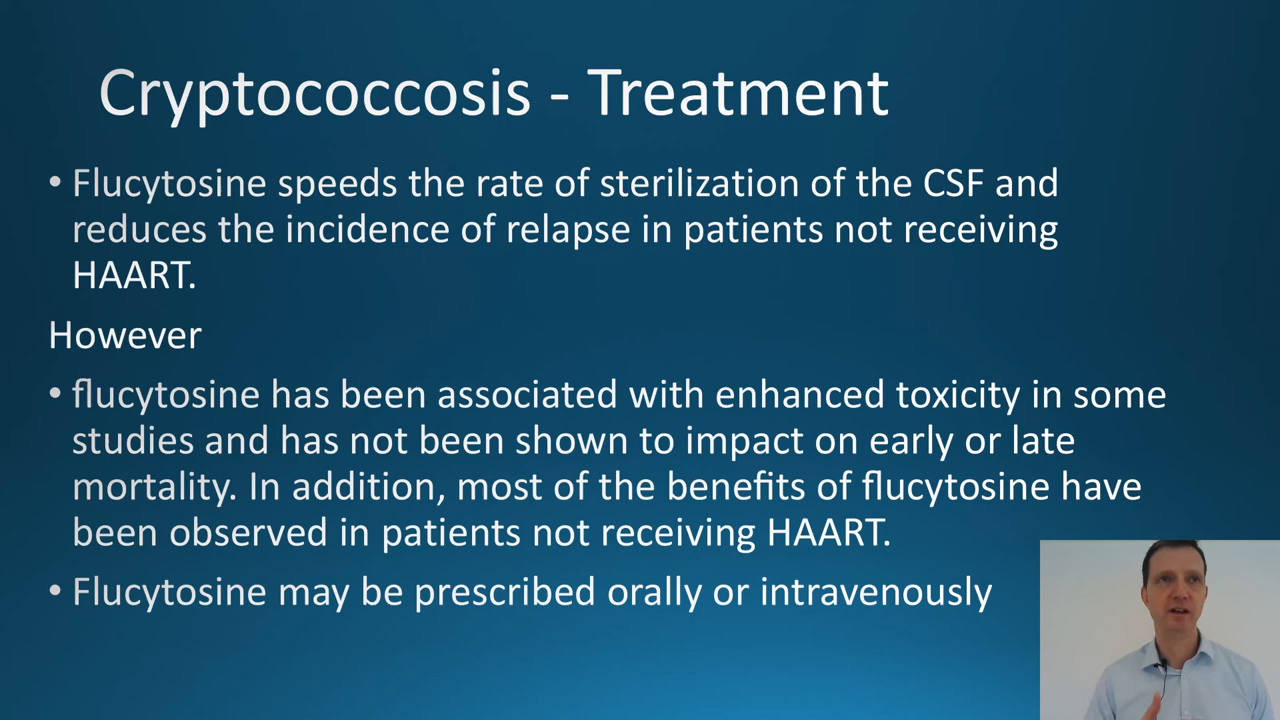 Cryptococcosis - Treatment
• Flucytosine speeds the rate of sterilization of the CSF and
reduces the incidence of relapse in patients not receiving
HAART.
However
• flucytosine has been associated with enhanced toxicity in some
studies and has not been shown to impact on early or late
mortality. In addition, most of the benefits of flucytosine have
been observed in patients not receiving HAART.
• Flucytosine may be prescribed orally or intravenously